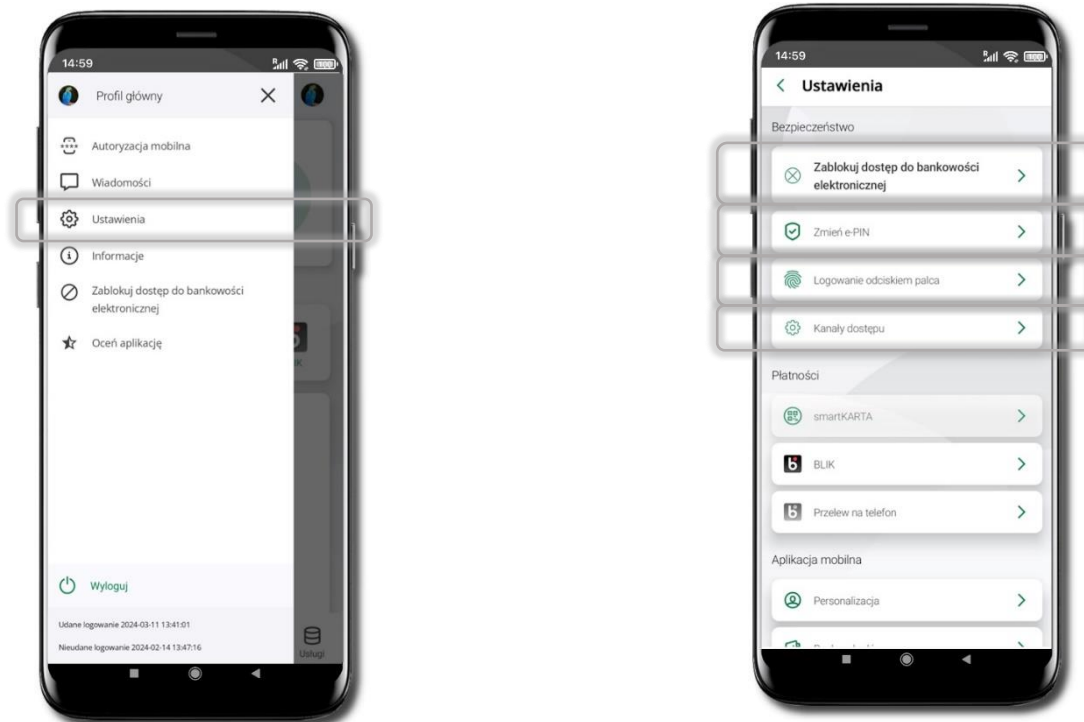 14:59
Profil główny
Autoryzacja mobilna
Wiadomości
Ustawienia
Informacje
Zablokuj dostęp do bankowości
elektronicznej
Oceń aplikację
Wyloguj
Udane logowanie 2024-03-11 13:41:01
Nieudane logowanie 2024-02-14 13:47:16
Usługi
14:59
Ustawienia
Bezpieczeństwo
Zablokuj dostęp do bankowości
elektronicznej
Zmień e-PIN
Logowanie odciskiem palca
Kanały dostępu
Płatności
smartKARTA
BLIK
Przelew na telefon
Aplikacja mobilna
Personalizacja